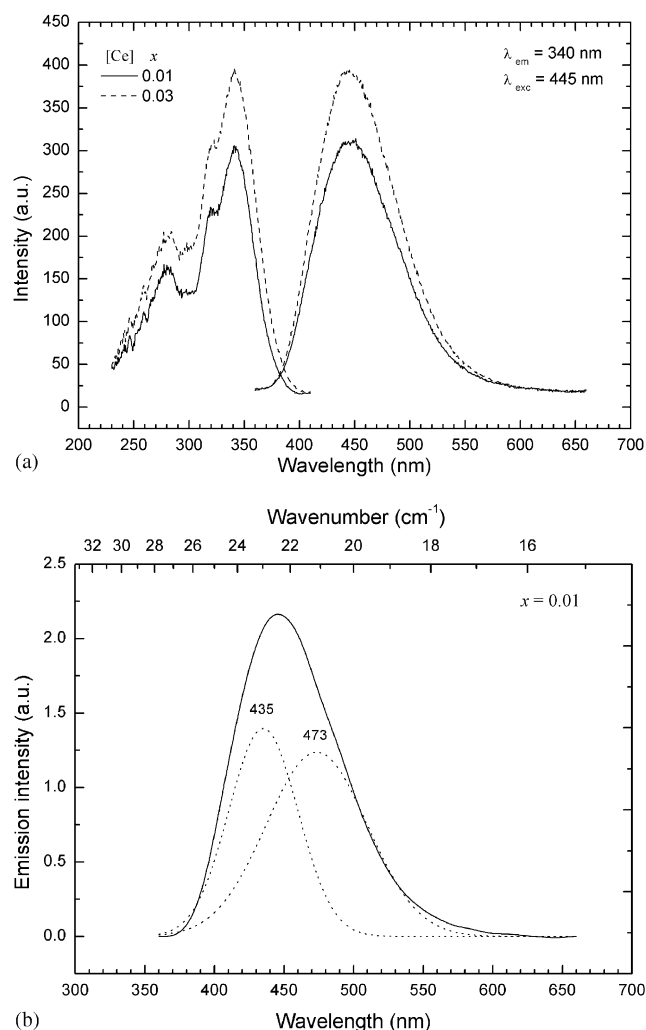 [Ce] x
0.01
0.03
λ em = 340 nm
λ exc = 445 nm
450
400
350
300
250
200
150
100
50
0
Intensity (a.u.)
200 250 300 350 400 450 500 550 600 650 700
Wavelength (nm)
(a)
Wavenumber (cm-1)
32 30 28 26 24 22 20 18 16
x = 0.01
2.5
2.0
1.5
1.0
0.5
0.0
Emission intensity (a.u.)
435
473
300 350 400 450 500 550 600 650 700
Wavelength (nm)
(b)